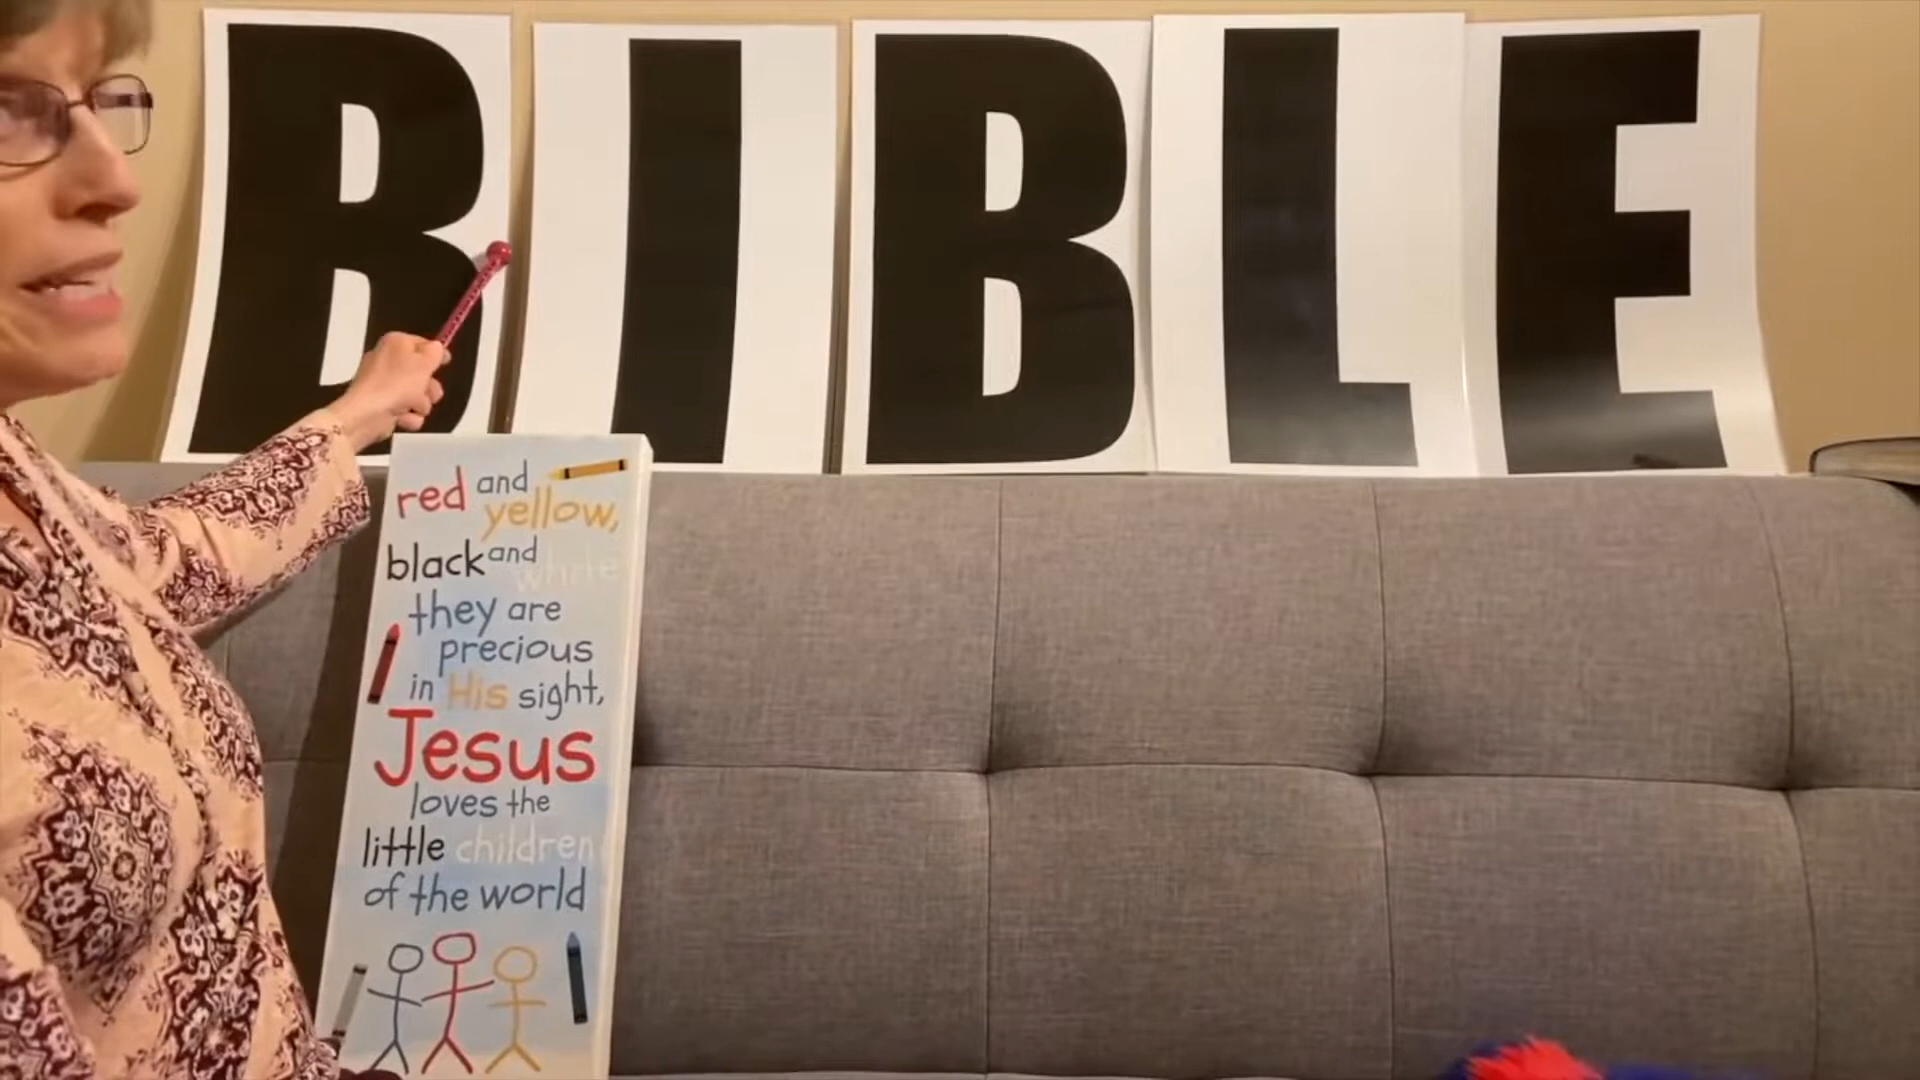 BIBLE
red and
yellow,
black and
white
they are
precious
in His sight,
Jesus
loves the
little children
of the world